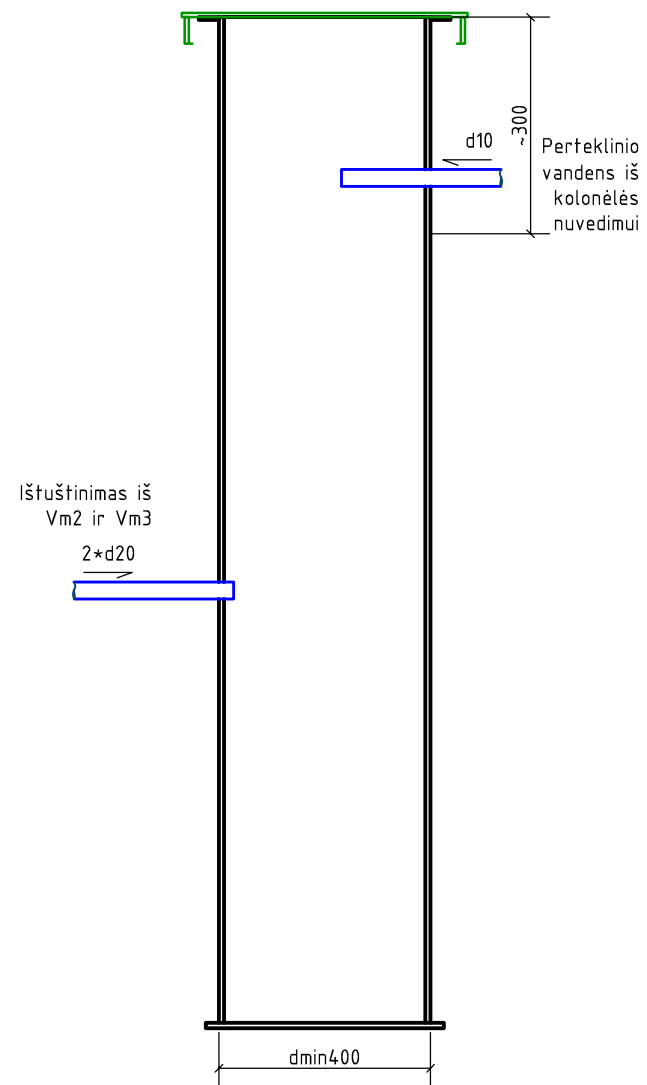 ~300
d10
Perteklinio
vandens iš
kolonėlės
nuvedimui
Ištuštinimas iš
Vm2 ir Vm3
2*d20
dmin400